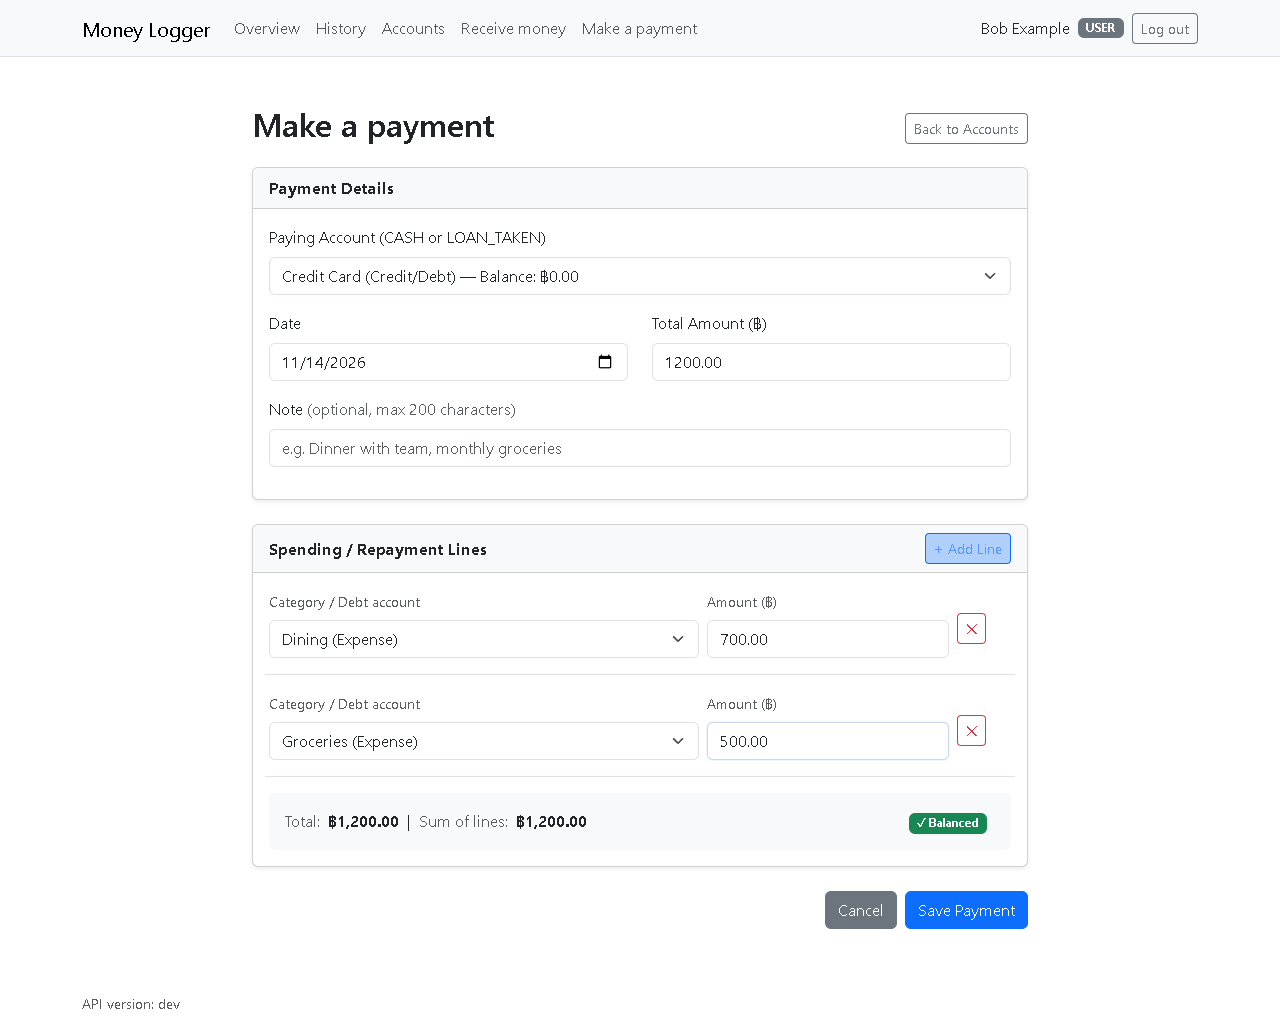 Money Logger Overview History Accounts Receive money Make a payment Bob Example USER Log out
Make a payment Back to Accounts
Payment Details
Paying Account (CASH or LOAN_TAKEN)
Credit Card (Credit/Debt) — Balance: ฿0.00
Date Total Amount (฿)
11/14/2026 1200.00
Note (optional, max 200 characters)
e.g. Dinner with team, monthly groceries
Spending / Repayment Lines + Add Line
Category / Debt account Amount (฿)
Dining (Expense) 700.00
Category / Debt account Amount (฿)
Groceries (Expense) 500.00
Total: ฿1,200.00 | Sum of lines: ฿1,200.00 ✓ Balanced
Cancel Save Payment
API version: dev